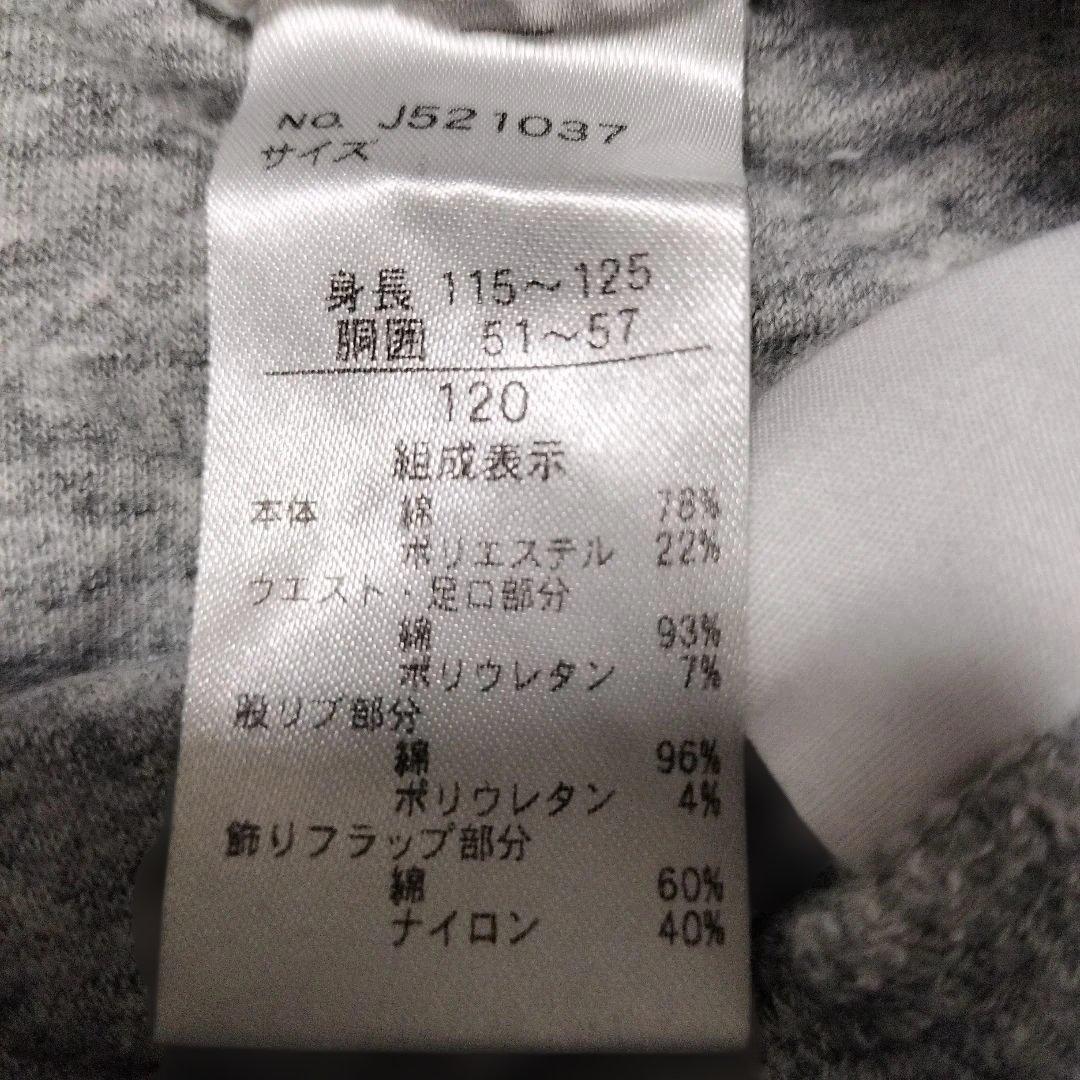 NO. J521037
サイズ
身長 115～125
胴囲 51～57
120
組成表示
本体 綿 78%
ポリエステル 22%
ウエスト・足口部分
綿 93%
ポリウレタン 7%
股リブ部分
綿 96%
ポリウレタン 4%
飾りフラップ部分
綿 60%
ナイロン 40%